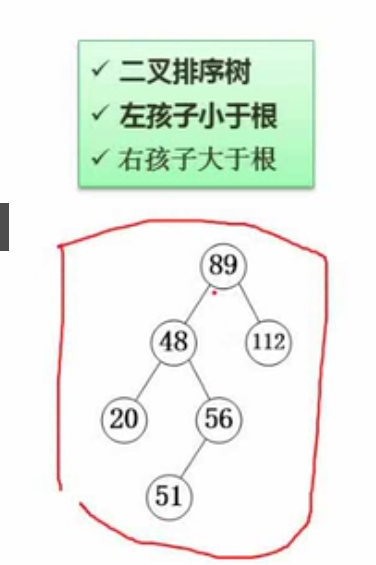 ✓ 二叉排序树
✓ 左孩子小于根
✓ 右孩子大于根
89
48 112
20 56
51